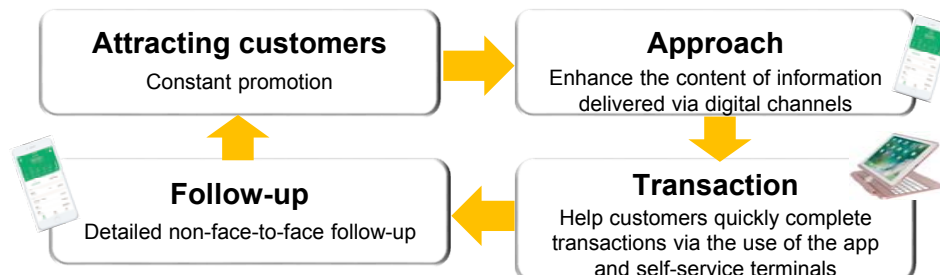 Attracting customers
Constant promotion
Approach
Enhance the content of information
delivered via digital channels
Follow-up
Detailed non-face-to-face follow-up
Transaction
Help customers quickly complete
transactions via the use of the app
and self-service terminals